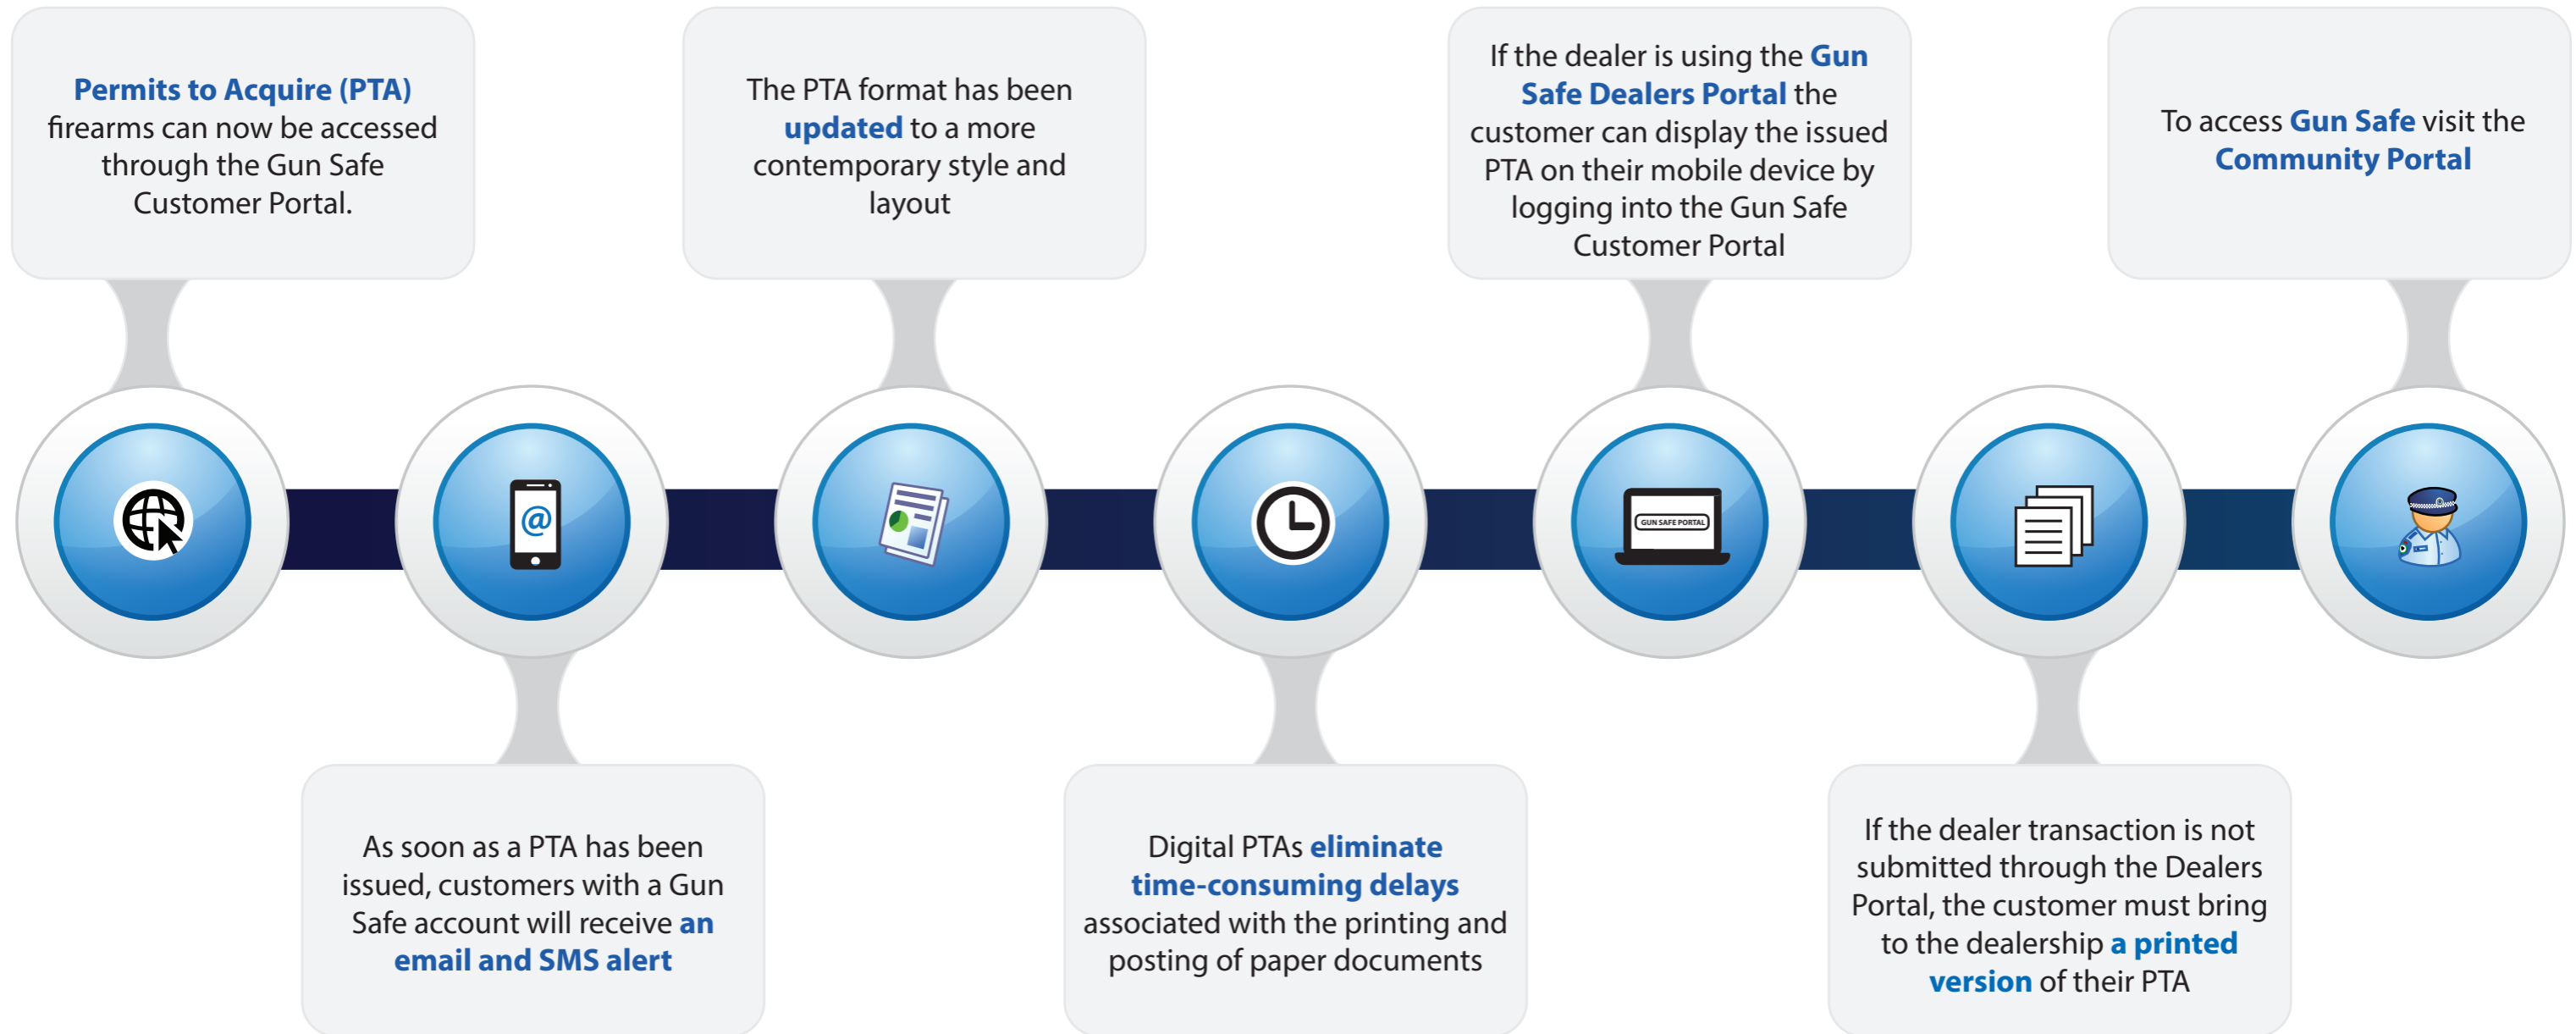 Permits to Acquire (PTA)
firearms can now be accessed
through the Gun Safe
Customer Portal.
As soon as a PTA has been
issued, customers with a Gun
Safe account will receive an
email and SMS alert
The PTA format has been
updated to a more
contemporary style and
layout
Digital PTAs eliminate
time-consuming delays
associated with the printing and
posting of paper documents
If the dealer is using the Gun
Safe Dealers Portal the
customer can display the issued
PTA on their mobile device by
logging into the Gun Safe
Customer Portal
If the dealer transaction is not
submitted through the Dealers
Portal, the customer must bring
to the dealership a printed
version of their PTA
To access Gun Safe visit the
Community Portal
@
GUN SAFE PORTAL